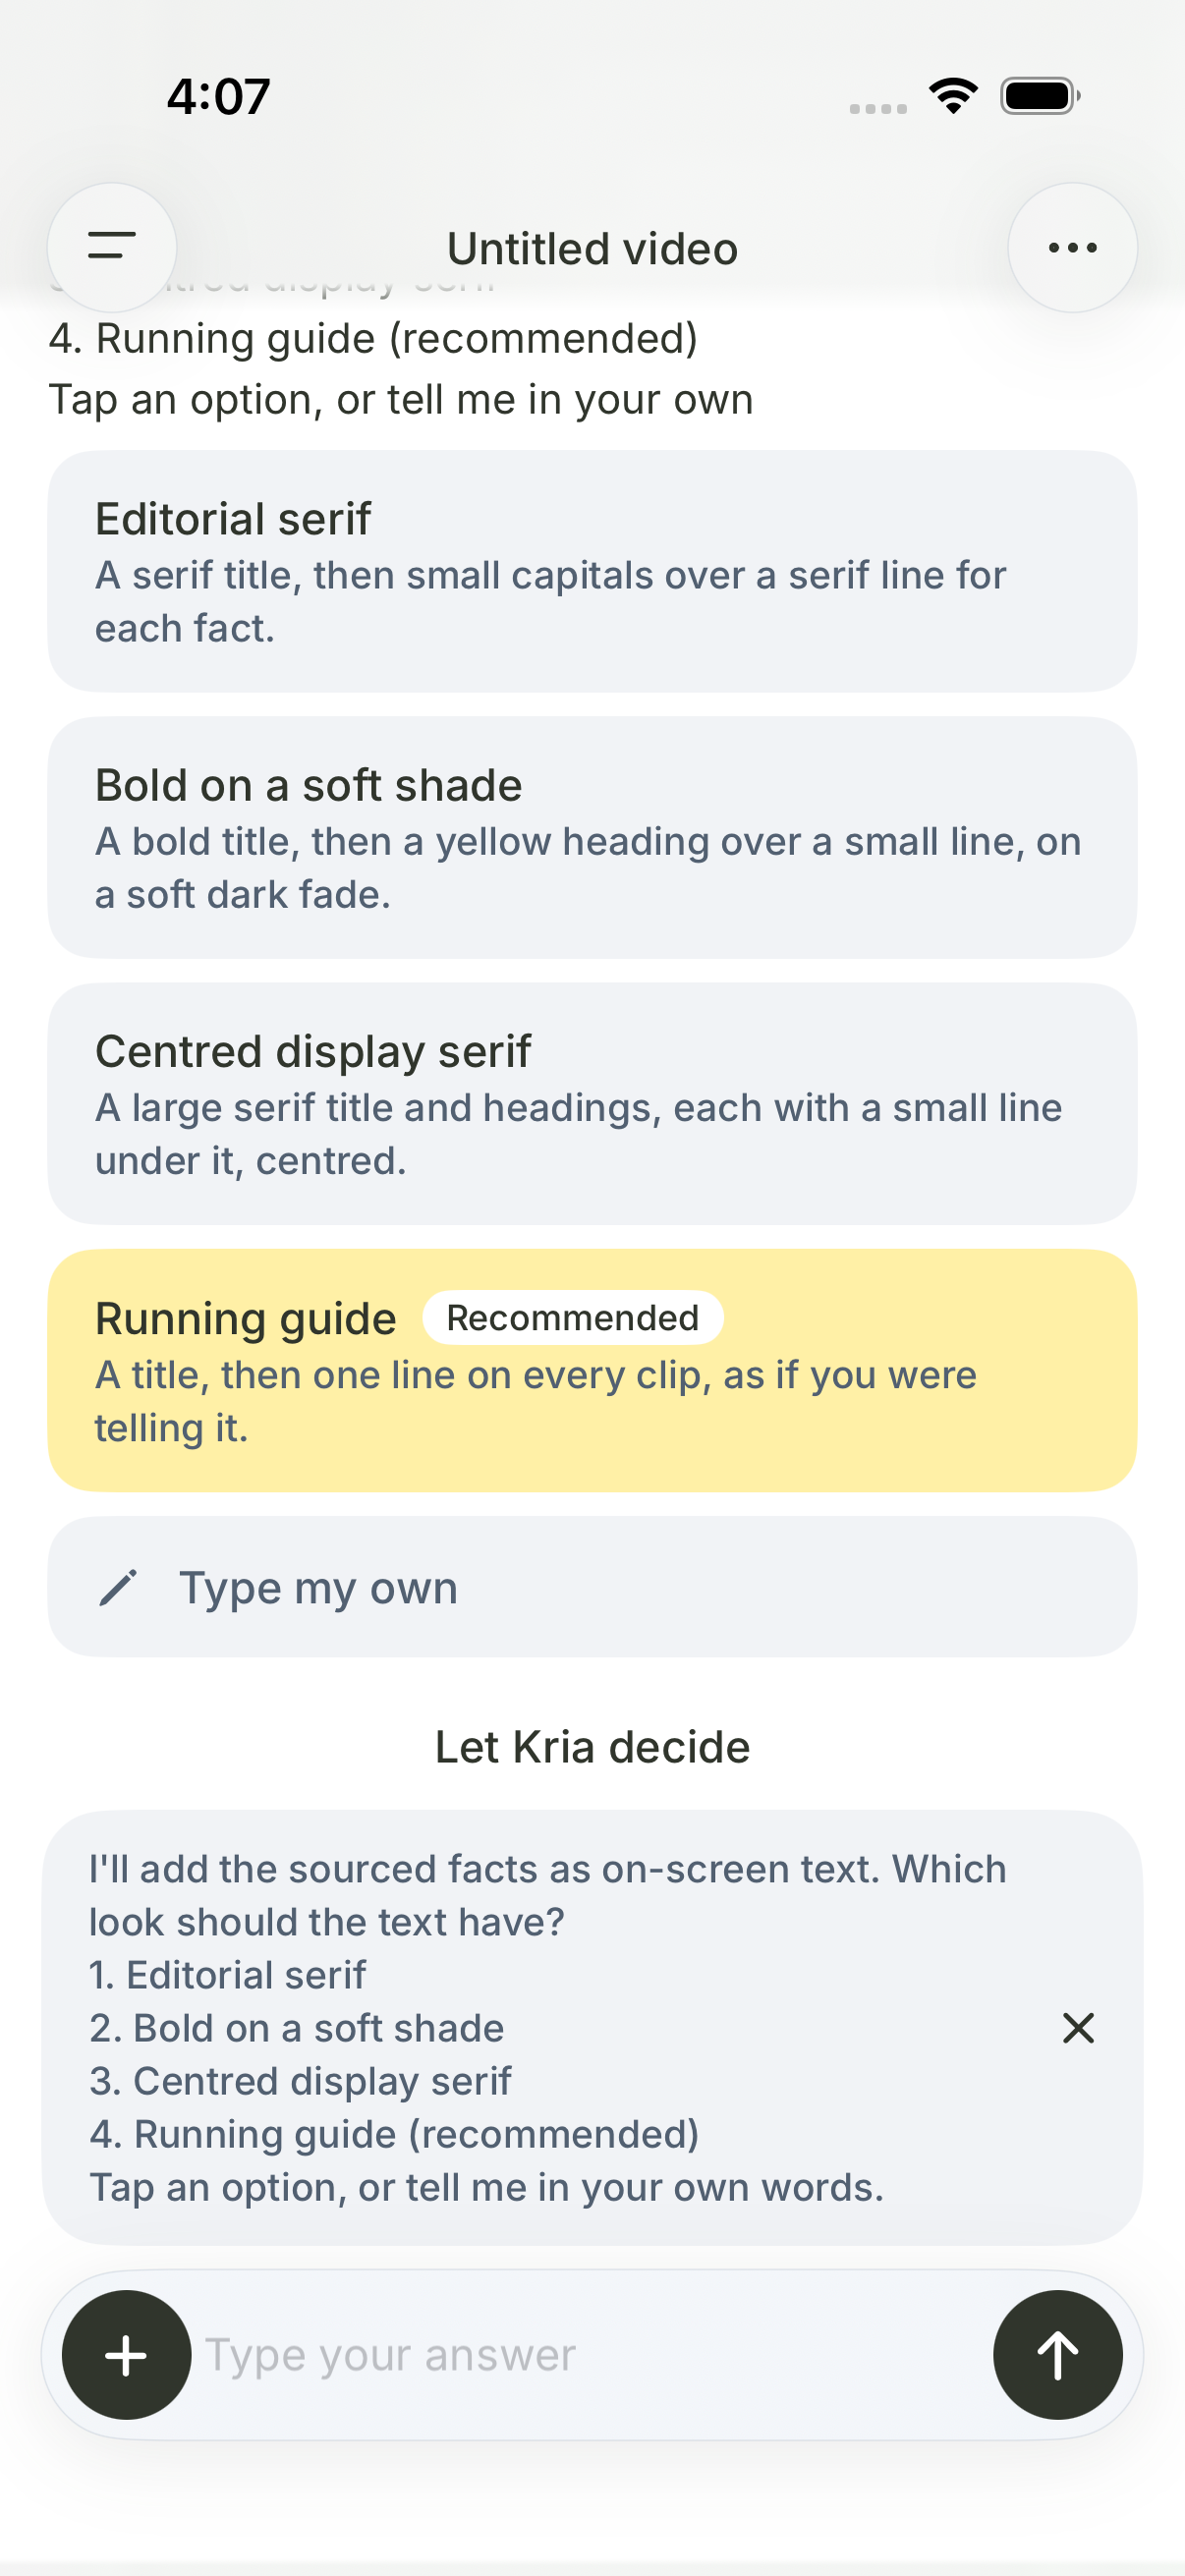 4:07
Untitled video
4. Running guide (recommended)
Tap an option, or tell me in your own
Editorial serif
A serif title, then small capitals over a serif line for
each fact.
Bold on a soft shade
A bold title, then a yellow heading over a small line, on
a soft dark fade.
Centred display serif
A large serif title and headings, each with a small line
under it, centred.
Running guide Recommended
A title, then one line on every clip, as if you were
telling it.
Type my own
Let Kria decide
I'll add the sourced facts as on-screen text. Which
look should the text have?
1. Editorial serif
2. Bold on a soft shade
3. Centred display serif
4. Running guide (recommended)
Tap an option, or tell me in your own words.
Type your answer